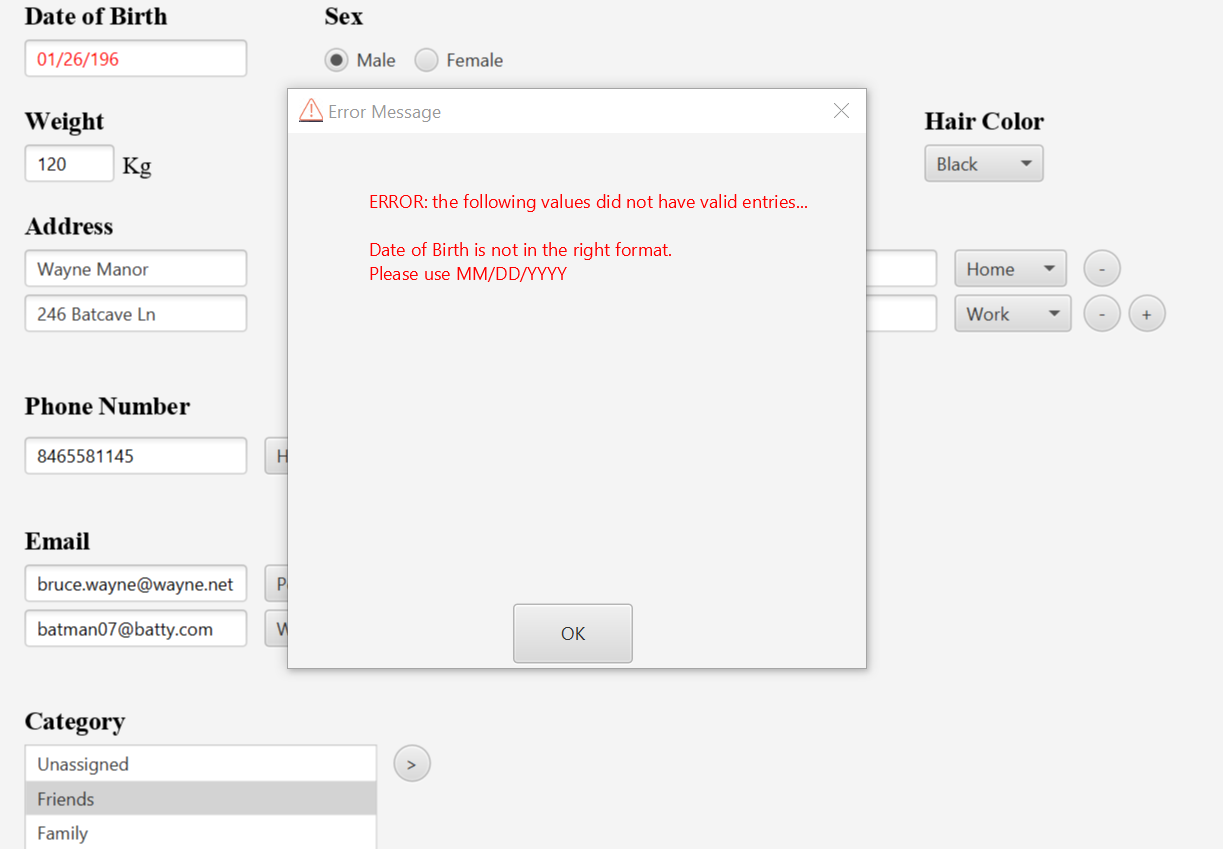 Date of Birth Sex
01/26/196 Male Female
Error Message
Weight Hair Color
120 Kg Black
ERROR: the following values did not have valid entries...
Address
Date of Birth is not in the right format.
Wayne Manor Home -
Please use MM/DD/YYYY
246 Batcave Ln Work - +
Phone Number
8465581145 H
Email
bruce.wayne@wayne.net P
batman07@batty.com W
OK
Category
Unassigned >
Friends
Family